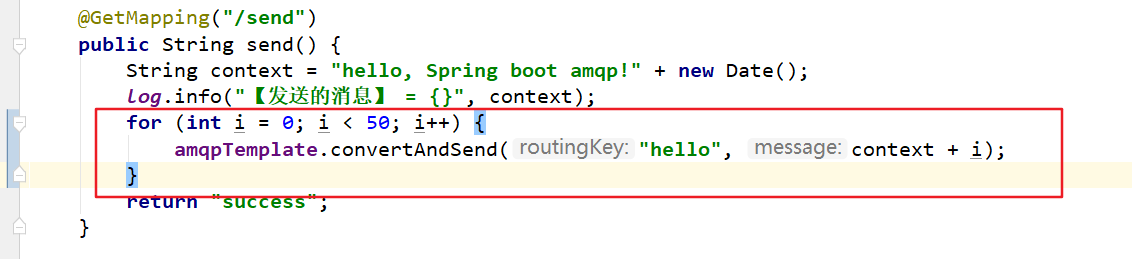 @GetMapping("/send")
public String send() {
String context = "hello, Spring boot amqp!" + new Date();
log.info("【发送的消息】 = {}", context);
for (int i = 0; i < 50; i++) {
amqpTemplate.convertAndSend( routingKey: "hello", message: context + i);
}
return "success";
}